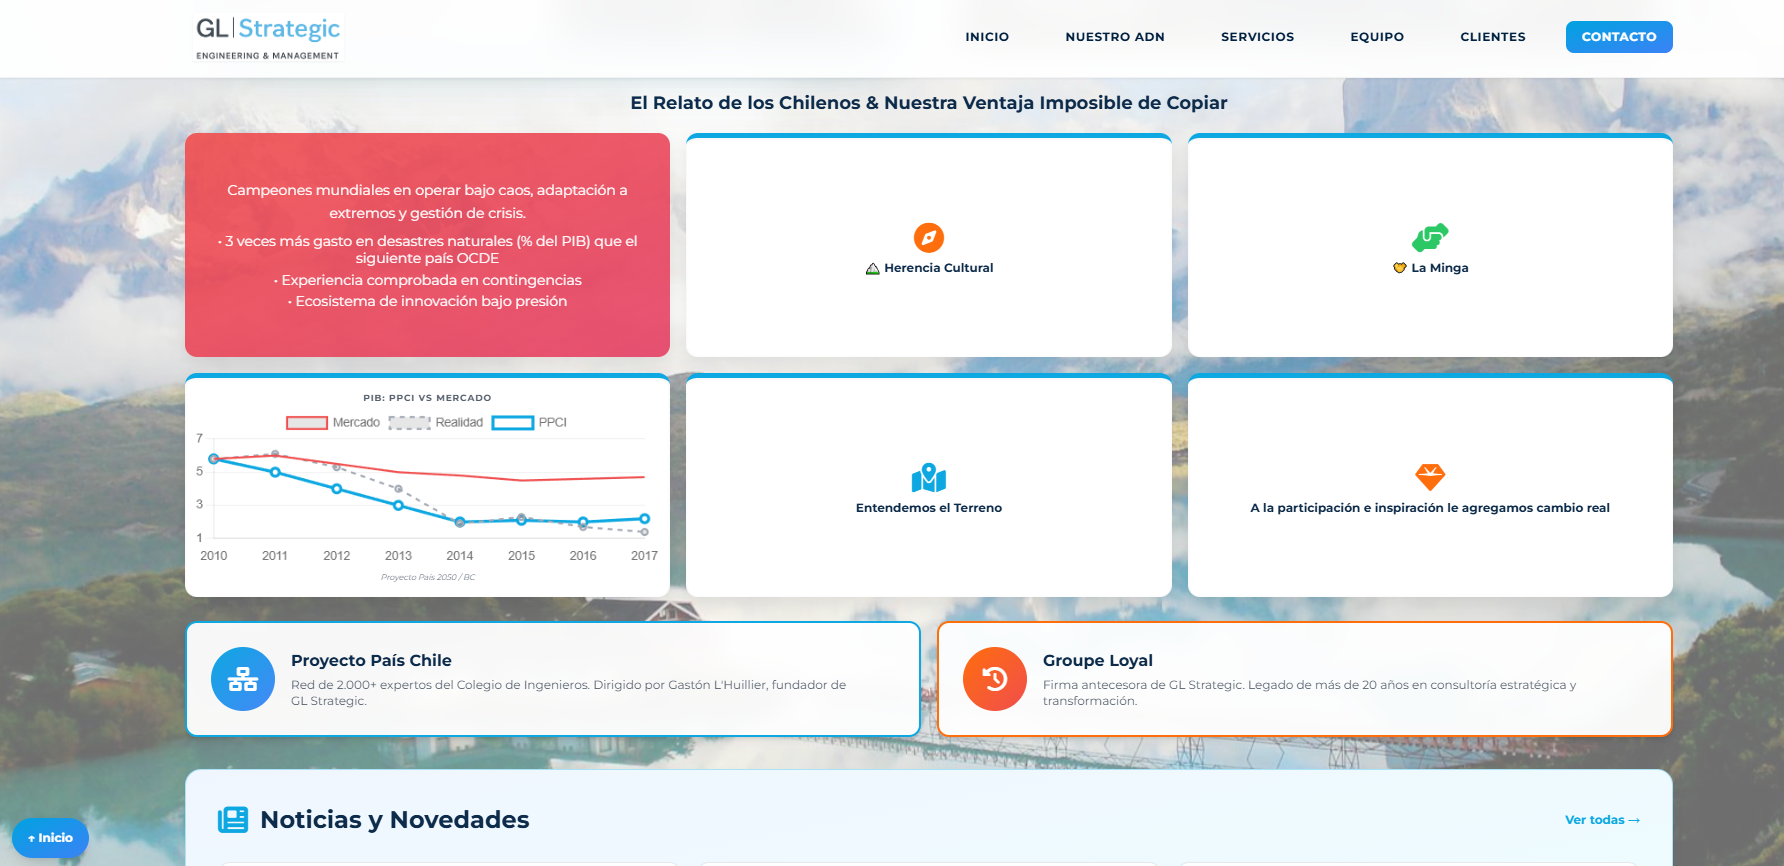 GL Strategic
ENGINEERING & MANAGEMENT
INICIO
NUESTRO ADN
SERVICIOS
EQUIPO
CLIENTES
CONTACTO
El Relato de los Chilenos & Nuestra Ventaja Imposible de Copiar
Campeones mundiales en operar bajo caos, adaptación a
extremos y gestión de crisis.
• 3 veces más gasto en desastres naturales (% del PIB) que el
siguiente país OCDE
• Experiencia comprobada en contingencias
• Ecosistema de innovación bajo presión
Herencia Cultural
La Minga
PIB: PPCI VS MERCADO
Mercado
Realidad
PPCI
7
5
3
1
2010 2011 2012 2013 2014 2015 2016 2017
Proyecto País 2050 / BC
Entendemos el Terreno
A la participación e inspiración le agregamos cambio real
Proyecto País Chile
Red de 2.000+ expertos del Colegio de Ingenieros. Dirigido por Gastón L'Huillier, fundador de
GL Strategic.
Groupe Loyal
Firma antecesora de GL Strategic. Legado de más de 20 años en consultoría estratégica y
transformación.
Noticias y Novedades
Ver todas →
↑ Inicio